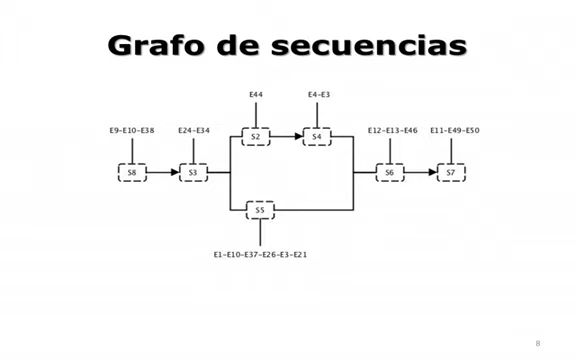 Grafo de secuencias
E44
E4-E3
E9-E10-E38
E24-E34
E12-E13-E46
E11-E49-E50
S2
S4
S8
S3
S6
S7
S5
E1-E10-E37-E26-E3-E21
8